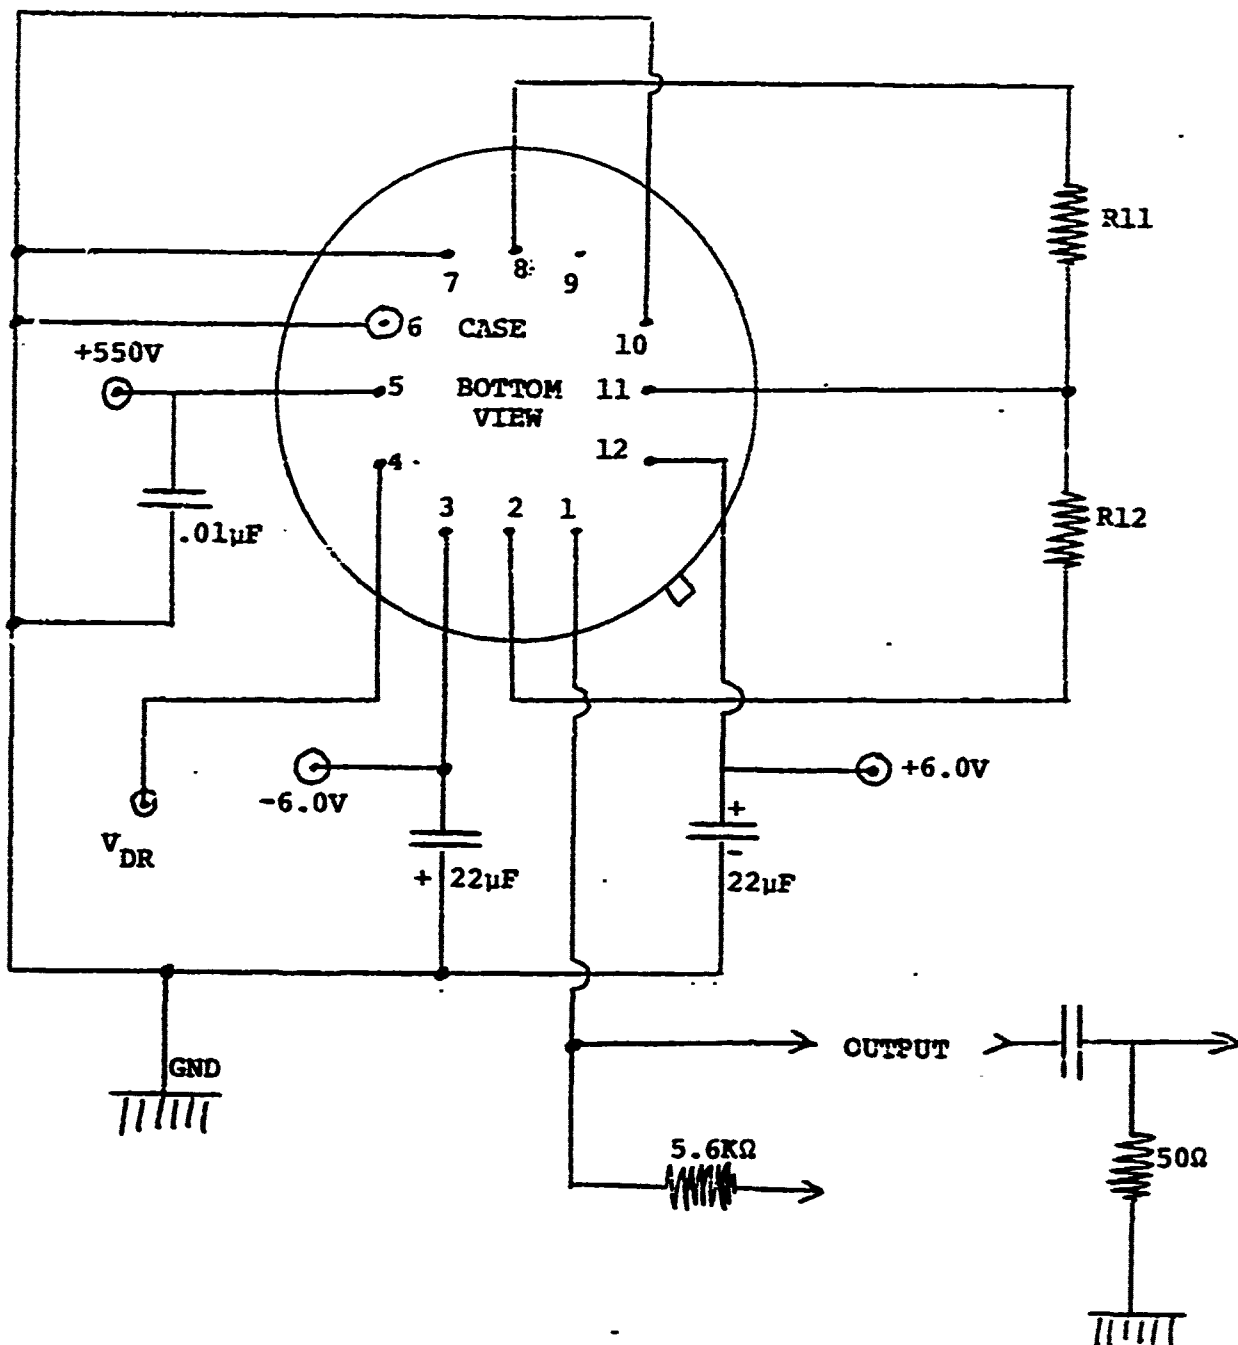 R11
7
8
9
6
CASE
10
+550V
5
BOTTOM
VIEW
11
4
12
3
2
1
.01µF
R12
-6.0V
+6.0V
V DR
+
-
+ 22µF
22µF
GND
OUTPUT
5.6KΩ
50Ω